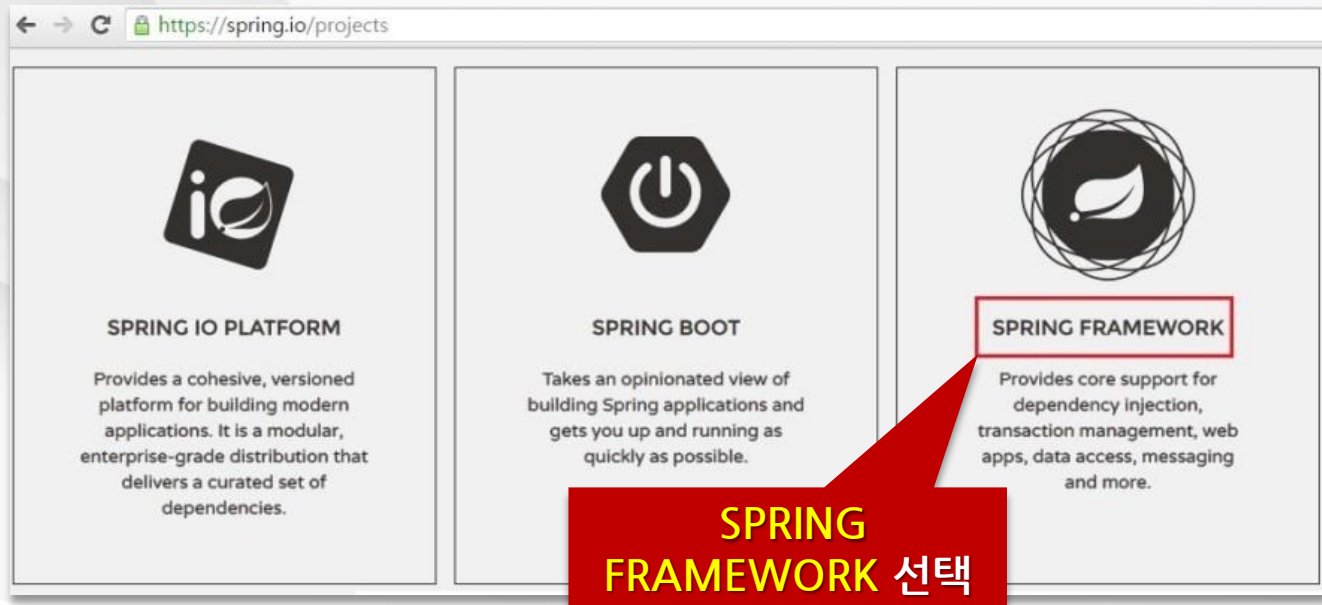 https://spring.io/projects
SPRING IO PLATFORM
Provides a cohesive, versioned
platform for building modern
applications. It is a modular,
enterprise-grade distribution that
delivers a curated set of
dependencies.
SPRING BOOT
Takes an opinionated view of
building Spring applications and
gets you up and running as
quickly as possible.
SPRING FRAMEWORK
Provides core support for
dependency injection,
transaction management, web
apps, data access, messaging
and more.
SPRING
FRAMEWORK 선택